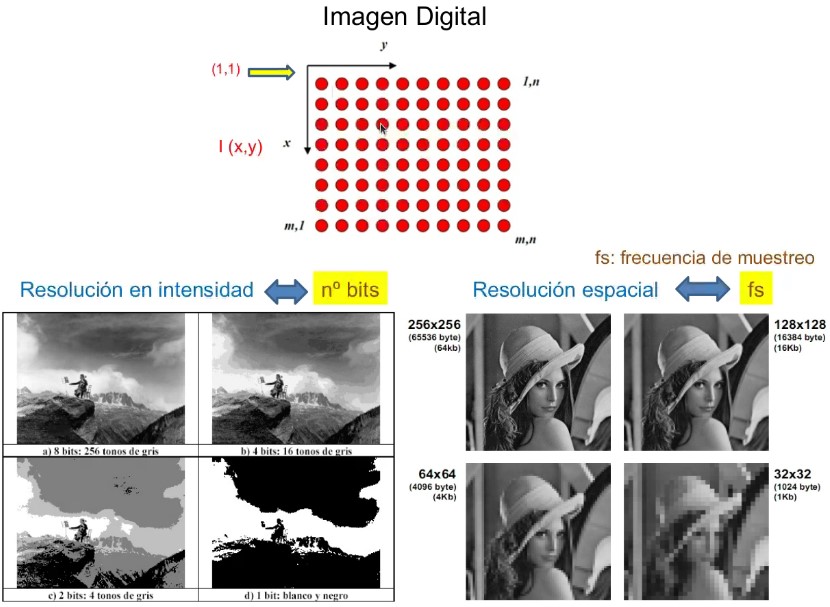 Imagen Digital
y
(1,1)
1,n
I (x,y)
x
m,1
m,n
fs: frecuencia de muestreo
Resolución en intensidad
nº bits
Resolución espacial
fs
256x256
(65536 byte)
(64kb)
128x128
(16384 byte)
(16Kb)
a) 8 bits: 256 tonos de gris
b) 4 bits: 16 tonos de gris
64x64
(4096 byte)
(4Kb)
32x32
(1024 byte)
(1Kb)
c) 2 bits: 4 tonos de gris
d) 1 bit: blanco y negro